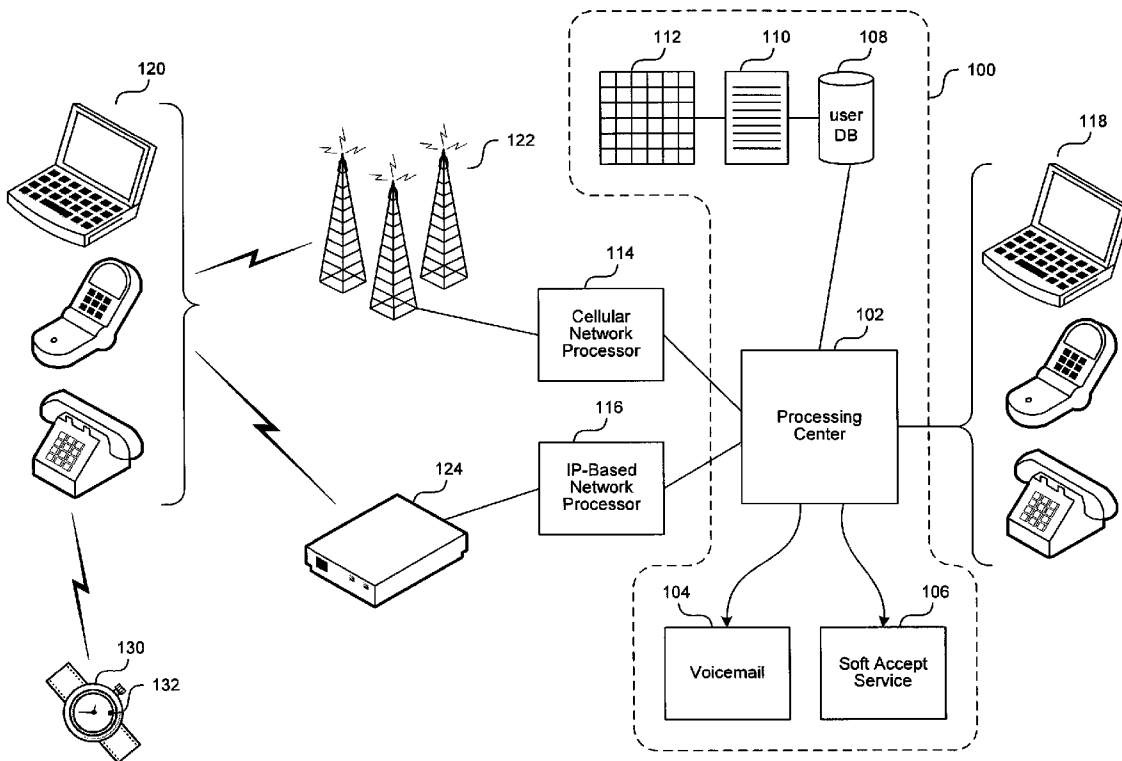 112
110
108
100
120
122
118
user
DB
114
Cellular
Network
Processor
102
Processing
Center
116
IP-Based
Network
Processor
124
104
Voicemail
106
Soft Accept
Service
130
132